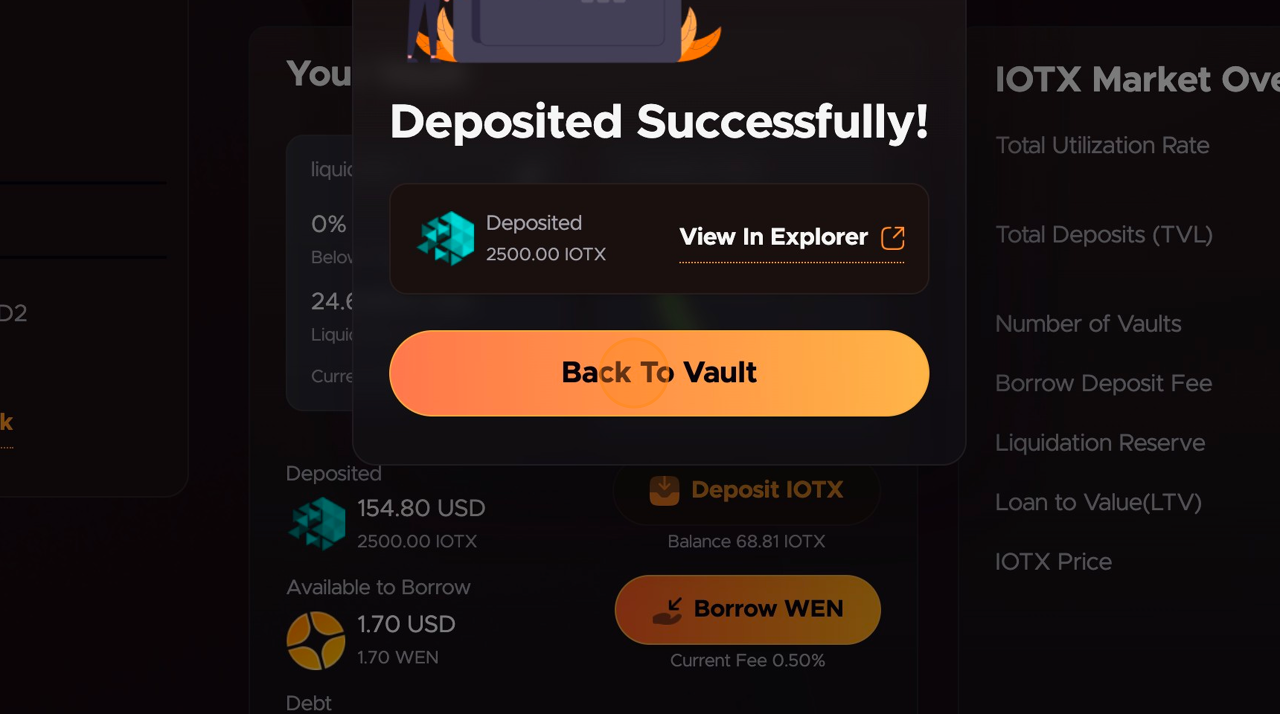 You
IOTX Market Ove
Deposited Successfully!
Total Utilization Rate
liquid
Deposited
2500.00 IOTX
View In Explorer
0%
Total Deposits (TVL)
Below
24.6
D2
Number of Vaults
Liquid
Back To Vault
Curre
Borrow Deposit Fee
k
Liquidation Reserve
Deposited
154.80 USD
2500.00 IOTX
Deposit IOTX
Balance 68.81 IOTX
Loan to Value(LTV)
IOTX Price
Available to Borrow
1.70 USD
1.70 WEN
Borrow WEN
Current Fee 0.50%
Debt